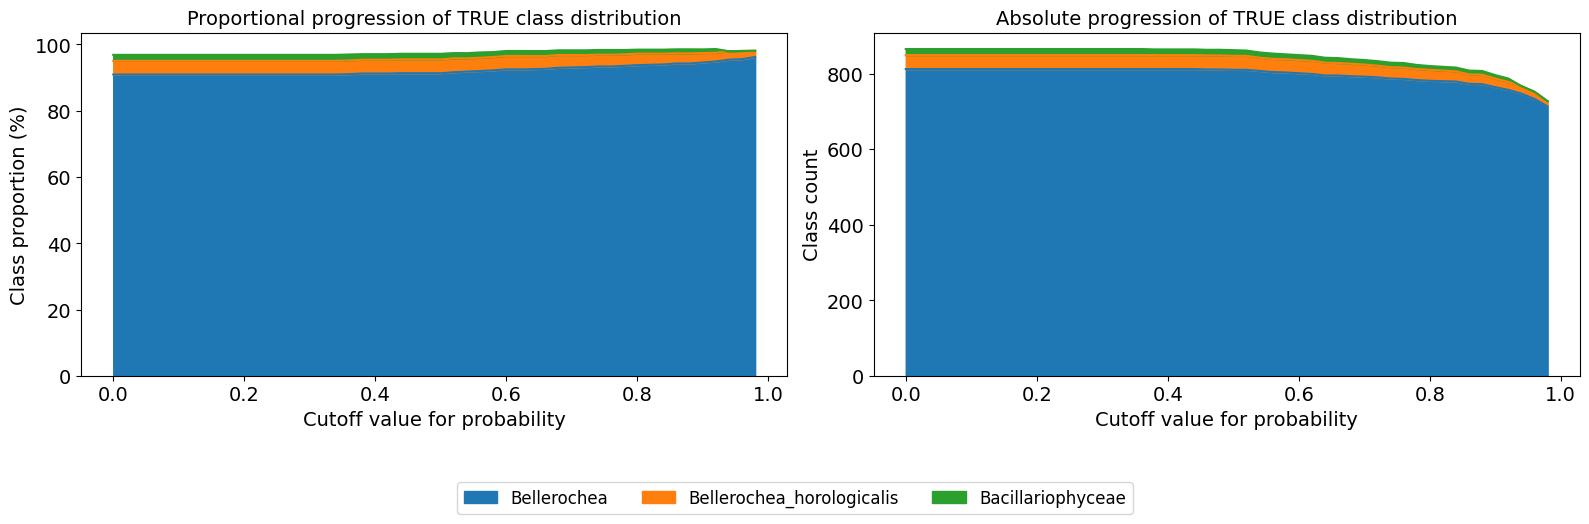 Proportional progression of TRUE class distribution
Class proportion (%)
100
80
60
40
20
0
0.0 0.2 0.4 0.6 0.8 1.0
Cutoff value for probability
Absolute progression of TRUE class distribution
Class count
800
600
400
200
0
0.0 0.2 0.4 0.6 0.8 1.0
Cutoff value for probability
Bellerochea Bellerochea_horologicalis Bacillariophyceae